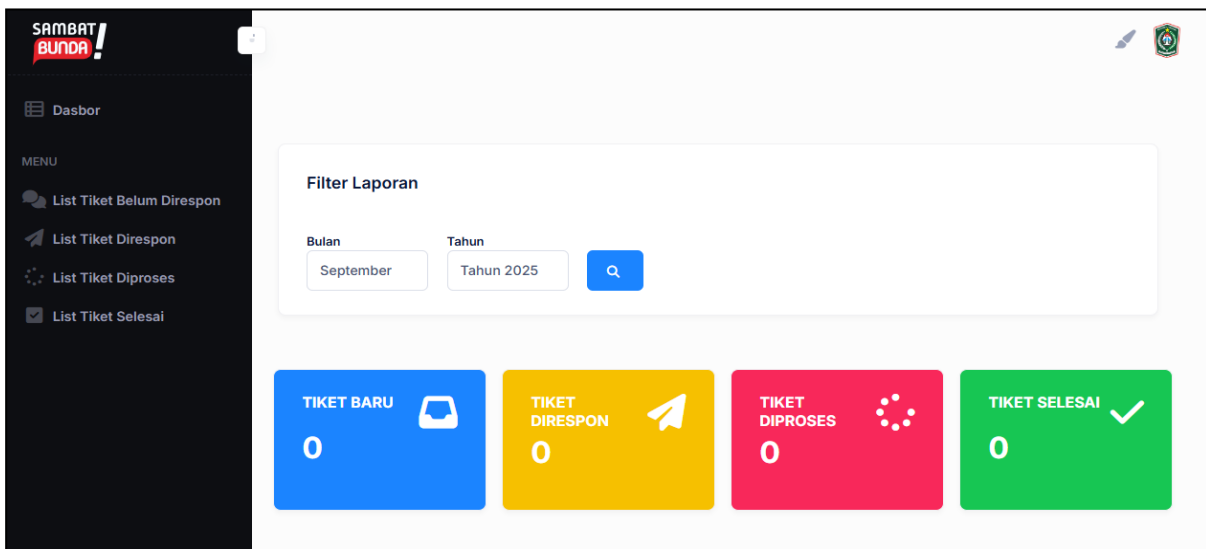 SAMBAT
BUNDA!
Dasbor
MENU
List Tiket Belum Direspon
List Tiket Direspon
List Tiket Diproses
List Tiket Selesai
Filter Laporan
Bulan
Tahun
September
Tahun 2025
TIKET BARU
0
TIKET
DIRESPON
0
TIKET
DIPROSES
0
TIKET SELESAI
0